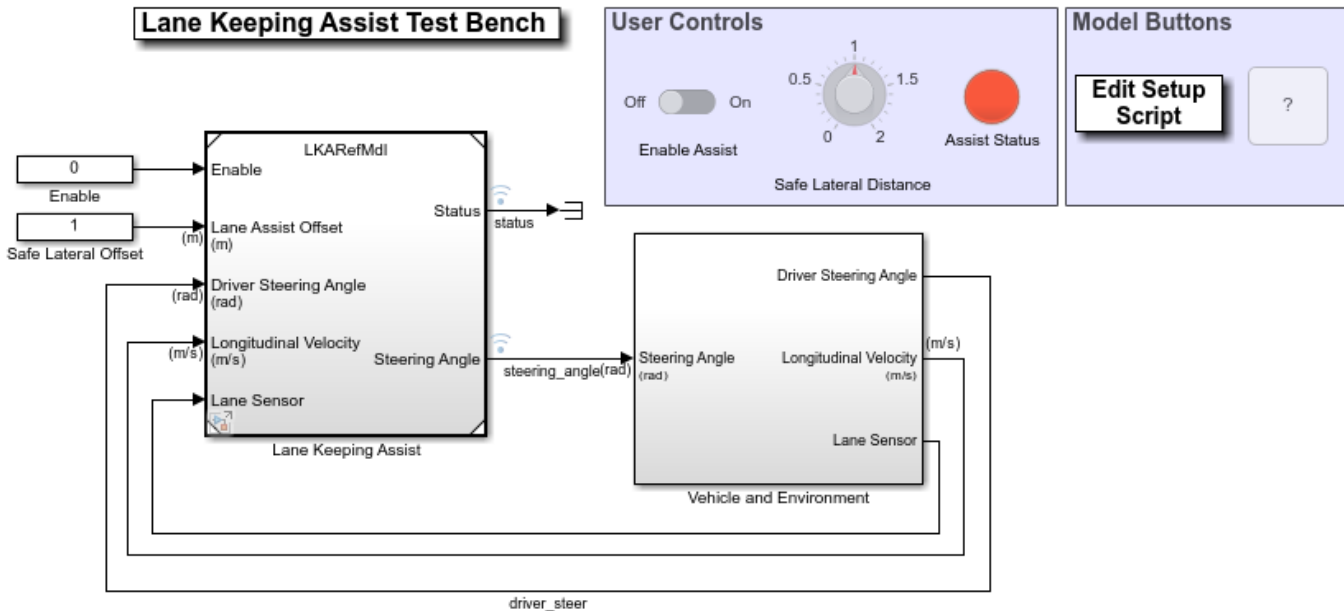 Lane Keeping Assist Test Bench
User Controls
Model Buttons
1
0.5
1.5
Off
On
0
2
Enable Assist
Safe Lateral Distance
Assist Status
Edit Setup
Script
?
LKARefMdl
0
Enable
Enable
1
Safe Lateral Offset
(m)
Lane Assist Offset
(m)
(rad)
Driver Steering Angle
(rad)
(m/s)
Longitudinal Velocity
(m/s)
Lane Sensor
Status
status
Steering Angle
steering_angle
(rad)
Lane Keeping Assist
Steering Angle
(rad)
Driver Steering Angle
Longitudinal Velocity
(m/s)
(m/s)
Lane Sensor
Vehicle and Environment
driver_steer